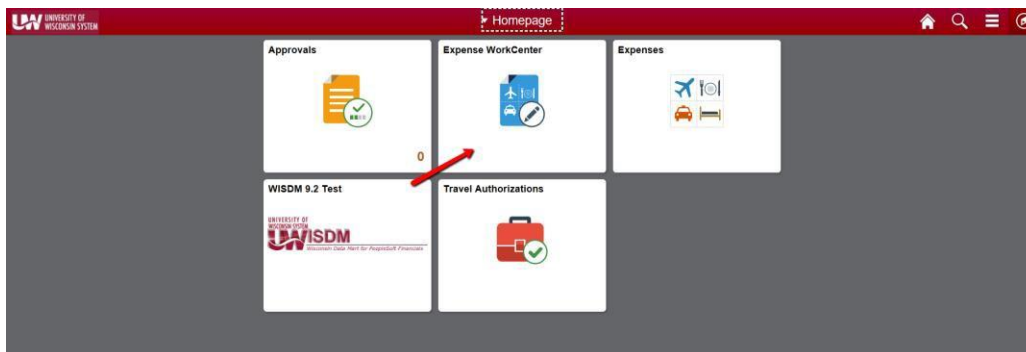 UW UNIVERSITY OF
WISCONSIN SYSTEM
Homepage
Approvals
0
Expense WorkCenter
Expenses
WISDM 9.2 Test
UNIVERSITY OF
WISCONSIN SYSTEM
UWISDM
Wisconsin Data Mart for PeopleSoft Financials
Travel Authorizations